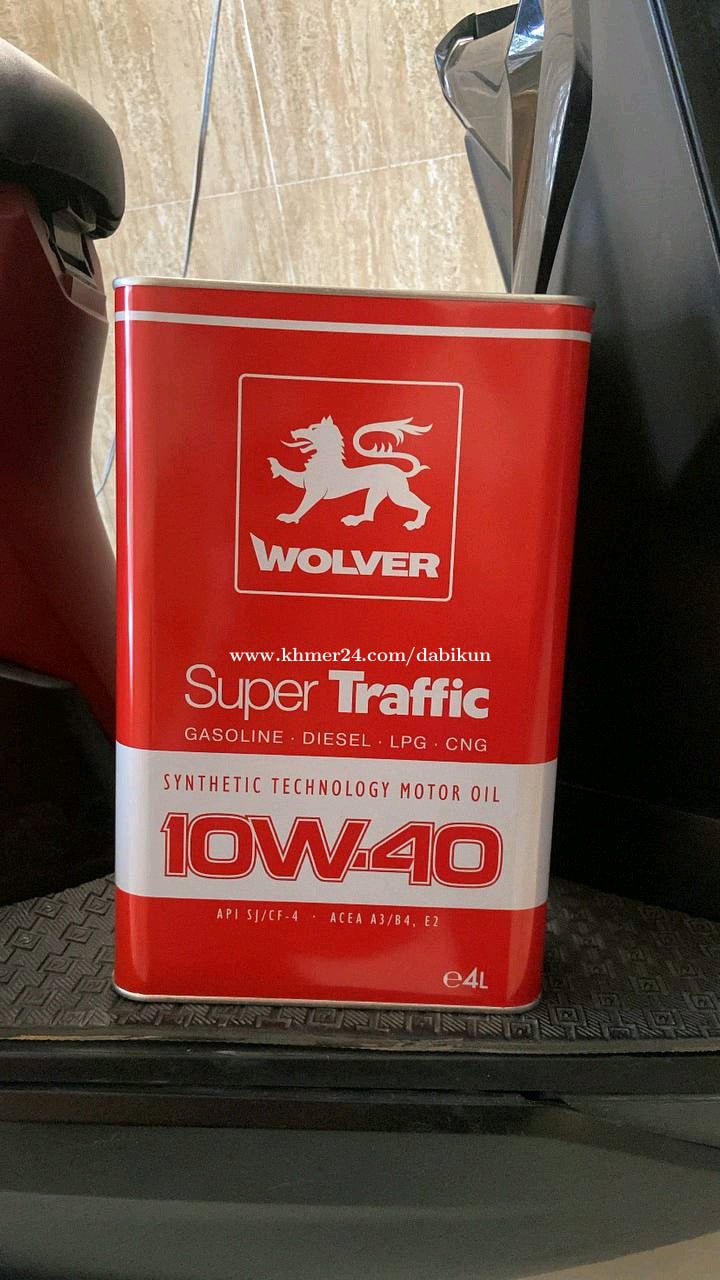 WOLVER
www.khmer24.com/dabikun
Super Traffic
GASOLINE · DIESEL · LPG · CNG
SYNTHETIC TECHNOLOGY MOTOR OIL
10W-40
API SJ/CF-4 · ACEA A3/B4, E2
℮4L